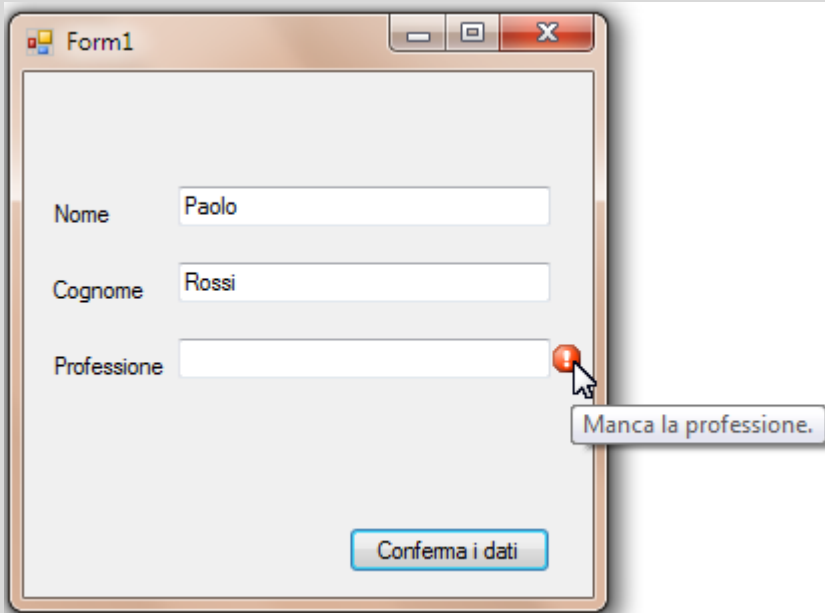 Form1
Nome
Paolo
Cognome
Rossi
Professione
Manca la professione.
Conferma i dati